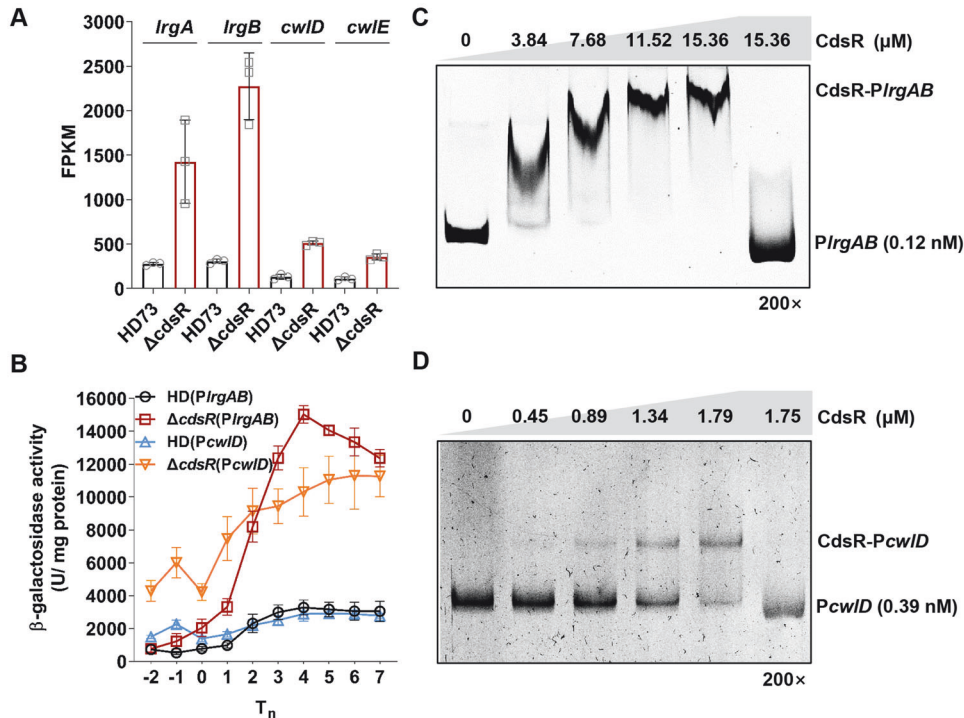 A
lrgA lrgB cwlD cwlE
3000
2500
2000
1500
1000
500
0
FPKM
HD73 ΔcdsR HD73 ΔcdsR HD73 ΔcdsR HD73 ΔcdsR
B
HD(PlrgAB)
ΔcdsR(PlrgAB)
HD(PcwlD)
ΔcdsR(PcwlD)
16000
14000
12000
10000
8000
6000
4000
2000
0
β-galactosidase activity
(U/ mg protein)
-2 -1 0 1 2 3 4 5 6 7
Tn
C
0 3.84 7.68 11.52 15.36 15.36 CdsR (μM)
CdsR-PlrgAB
PlrgAB (0.12 nM)
200×
D
0 0.45 0.89 1.34 1.79 1.75 CdsR (μM)
CdsR-PcwlD
PcwlD (0.39 nM)
200×